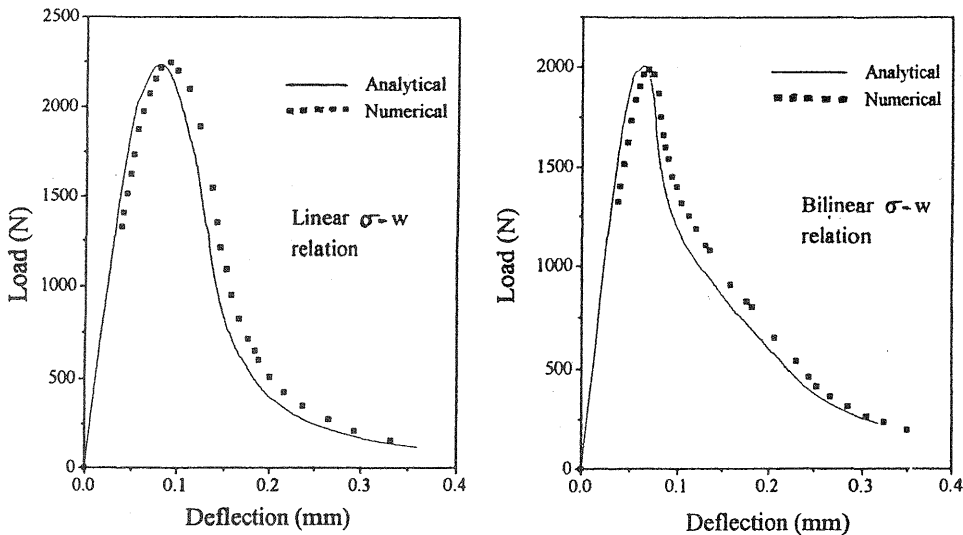 2500
2000
1500
1000
500
0
0.0
0.1
0.2
0.3
0.4
Load (N)
Deflection (mm)
Analytical
Numerical
Linear σ-w
relation
2000
1500
1000
500
0
0.0
0.1
0.2
0.3
0.4
Load (N)
Deflection (mm)
Analytical
Numerical
Bilinear σ-w
relation